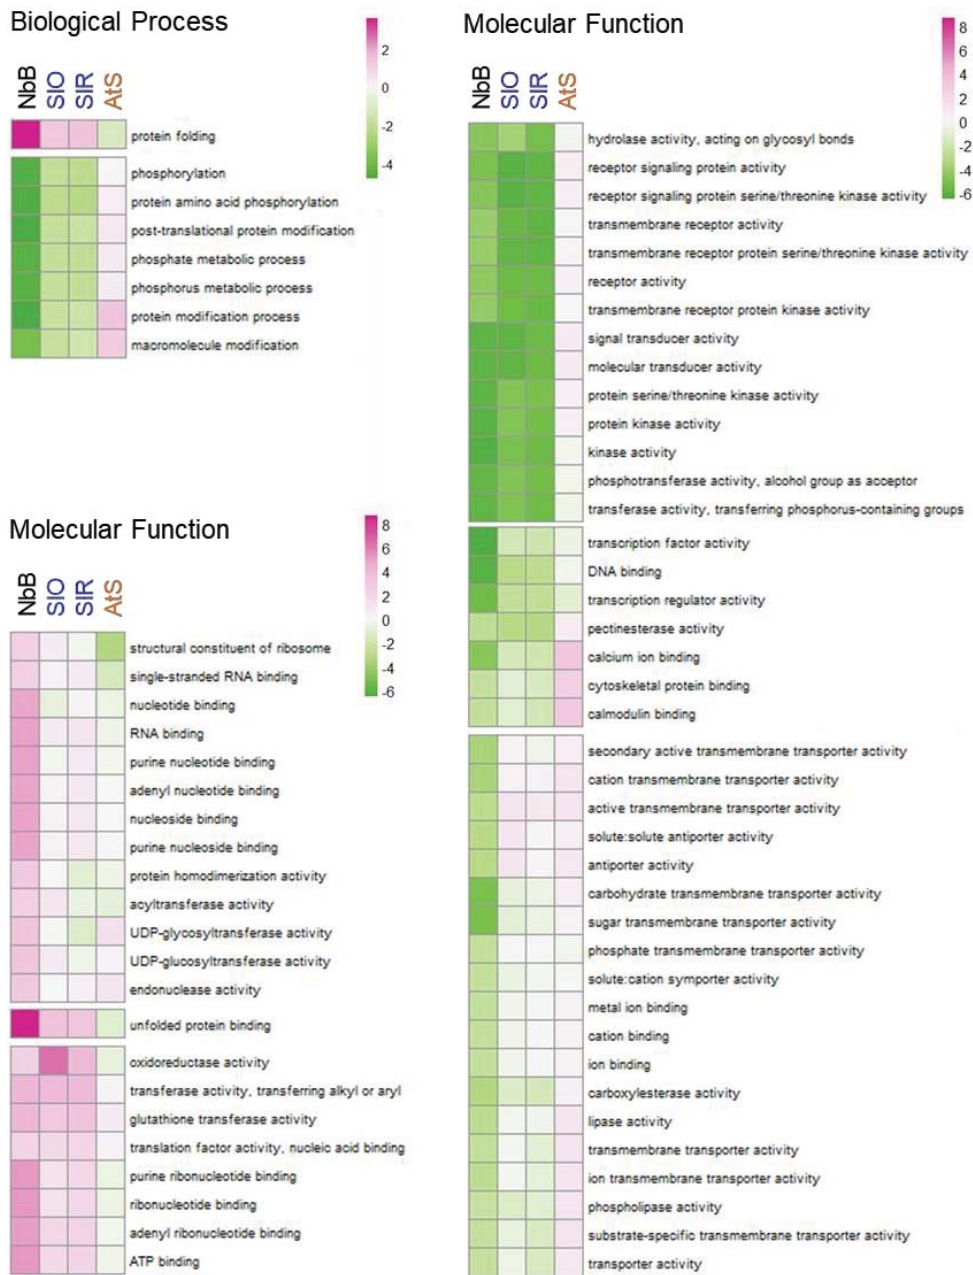 Biological Process
NbB
SlO
SlR
AtS
2
0
-2
-4
protein folding
phosphorylation
protein amino acid phosphorylation
post-translational protein modification
phosphate metabolic process
phosphorus metabolic process
protein modification process
macromolecule modification
Molecular Function
NbB
SlO
SlR
AtS
8
6
4
2
0
-2
-4
-6
structural constituent of ribosome
single-stranded RNA binding
nucleotide binding
RNA binding
purine nucleotide binding
adenyl nucleotide binding
nucleoside binding
purine nucleoside binding
protein homodimerization activity
acyltransferase activity
UDP-glycosyltransferase activity
UDP-glucosyltransferase activity
endonuclease activity
unfolded protein binding
oxidoreductase activity
transferase activity, transferring alkyl or aryl
glutathione transferase activity
translation factor activity, nucleic acid binding
purine ribonucleotide binding
ribonucleotide binding
adenyl ribonucleotide binding
ATP binding
Molecular Function
NbB
SlO
SlR
AtS
8
6
4
2
0
-2
-4
-6
hydrolase activity, acting on glycosyl bonds
receptor signaling protein activity
receptor signaling protein serine/threonine kinase activity
transmembrane receptor activity
transmembrane receptor protein serine/threonine kinase activity
receptor activity
transmembrane receptor protein kinase activity
signal transducer activity
molecular transducer activity
protein serine/threonine kinase activity
protein kinase activity
kinase activity
phosphotransferase activity, alcohol group as acceptor
transferase activity, transferring phosphorus-containing groups
transcription factor activity
DNA binding
transcription regulator activity
pectinesterase activity
calcium ion binding
cytoskeletal protein binding
calmodulin binding
secondary active transmembrane transporter activity
cation transmembrane transporter activity
active transmembrane transporter activity
solute:solute antiporter activity
antiporter activity
carbohydrate transmembrane transporter activity
sugar transmembrane transporter activity
phosphate transmembrane transporter activity
solute:cation symporter activity
metal ion binding
cation binding
ion binding
carboxylesterase activity
lipase activity
transmembrane transporter activity
ion transmembrane transporter activity
phospholipase activity
substrate-specific transmembrane transporter activity
transporter activity